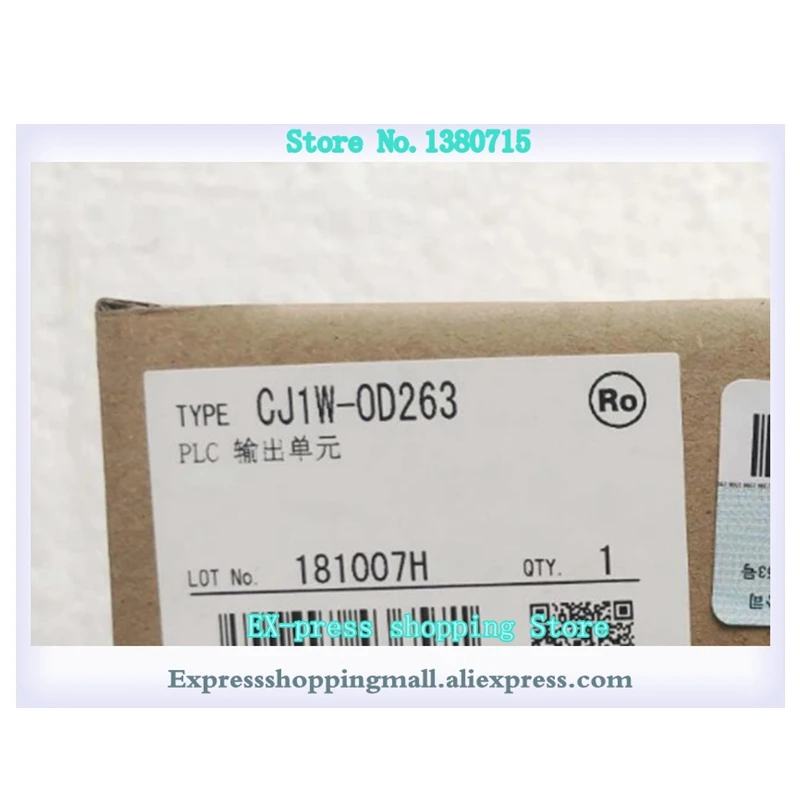 Store No.1380715
TYPE CJ1W-OD263
Ro
PLC 输出单元
LOT No. 181007H QTY. 1
EX-press shopping Store
Expressshoppingmall.aliexpress.com